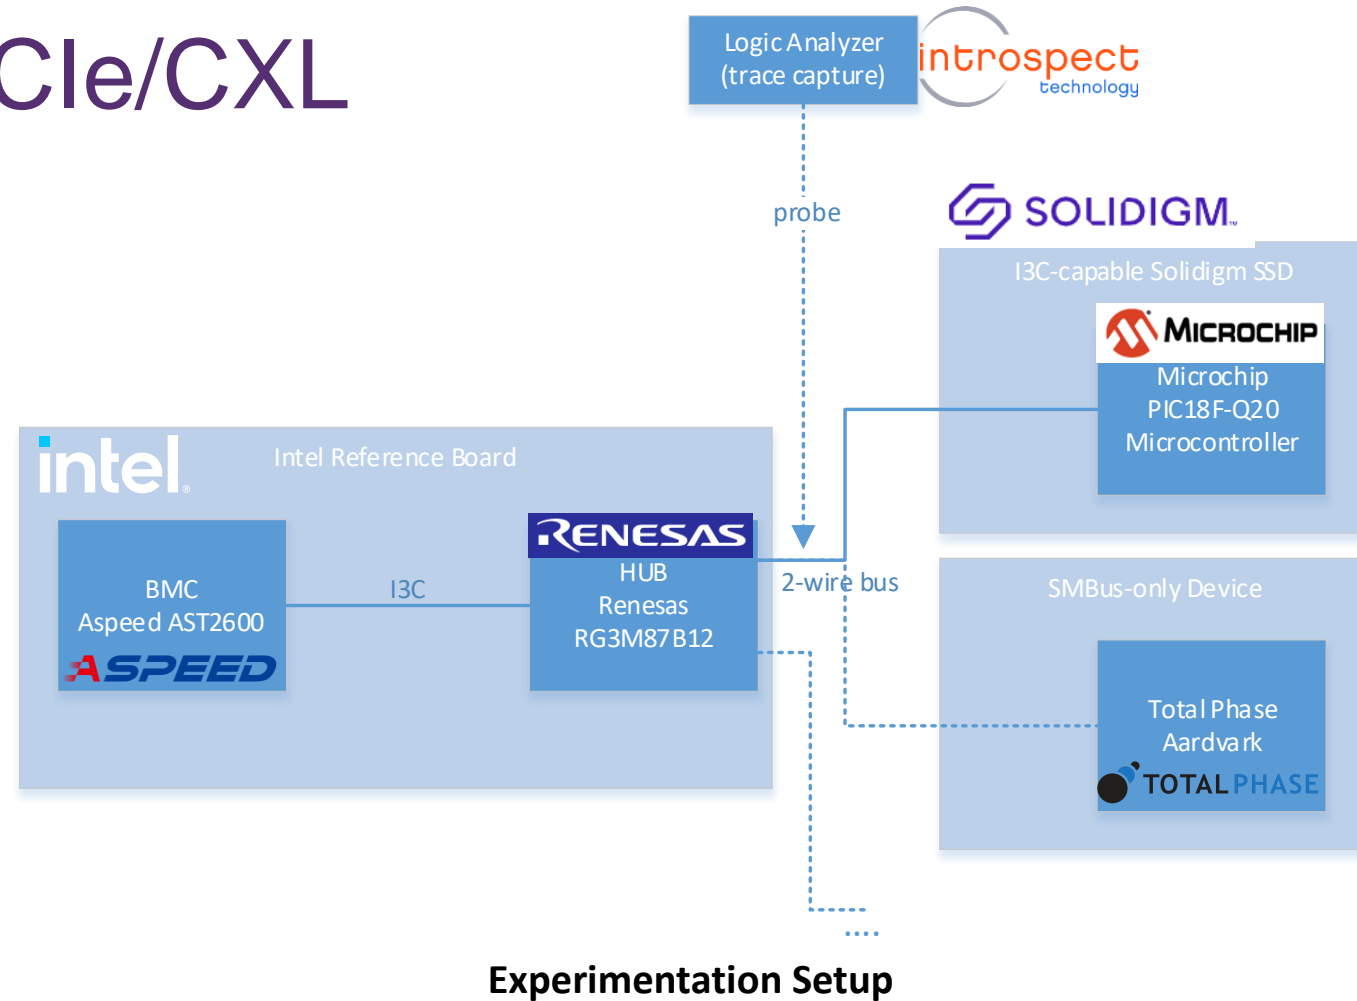 CIe/CXL
Logic Analyzer
(trace capture)
introspect
technology
probe
SOLIDIGM™
I3C-capable Solidigm SSD
MICROCHIP
Microchip
PIC18F-Q20
Microcontroller
intel®
Intel Reference Board
RENESAS
HUB
Renesas
RG3M87B12
BMC
Aspeed AST2600
ASPEED
I3C
2-wire bus
SMBus-only Device
Total Phase
Aardvark
TOTAL PHASE
....
Experimentation Setup